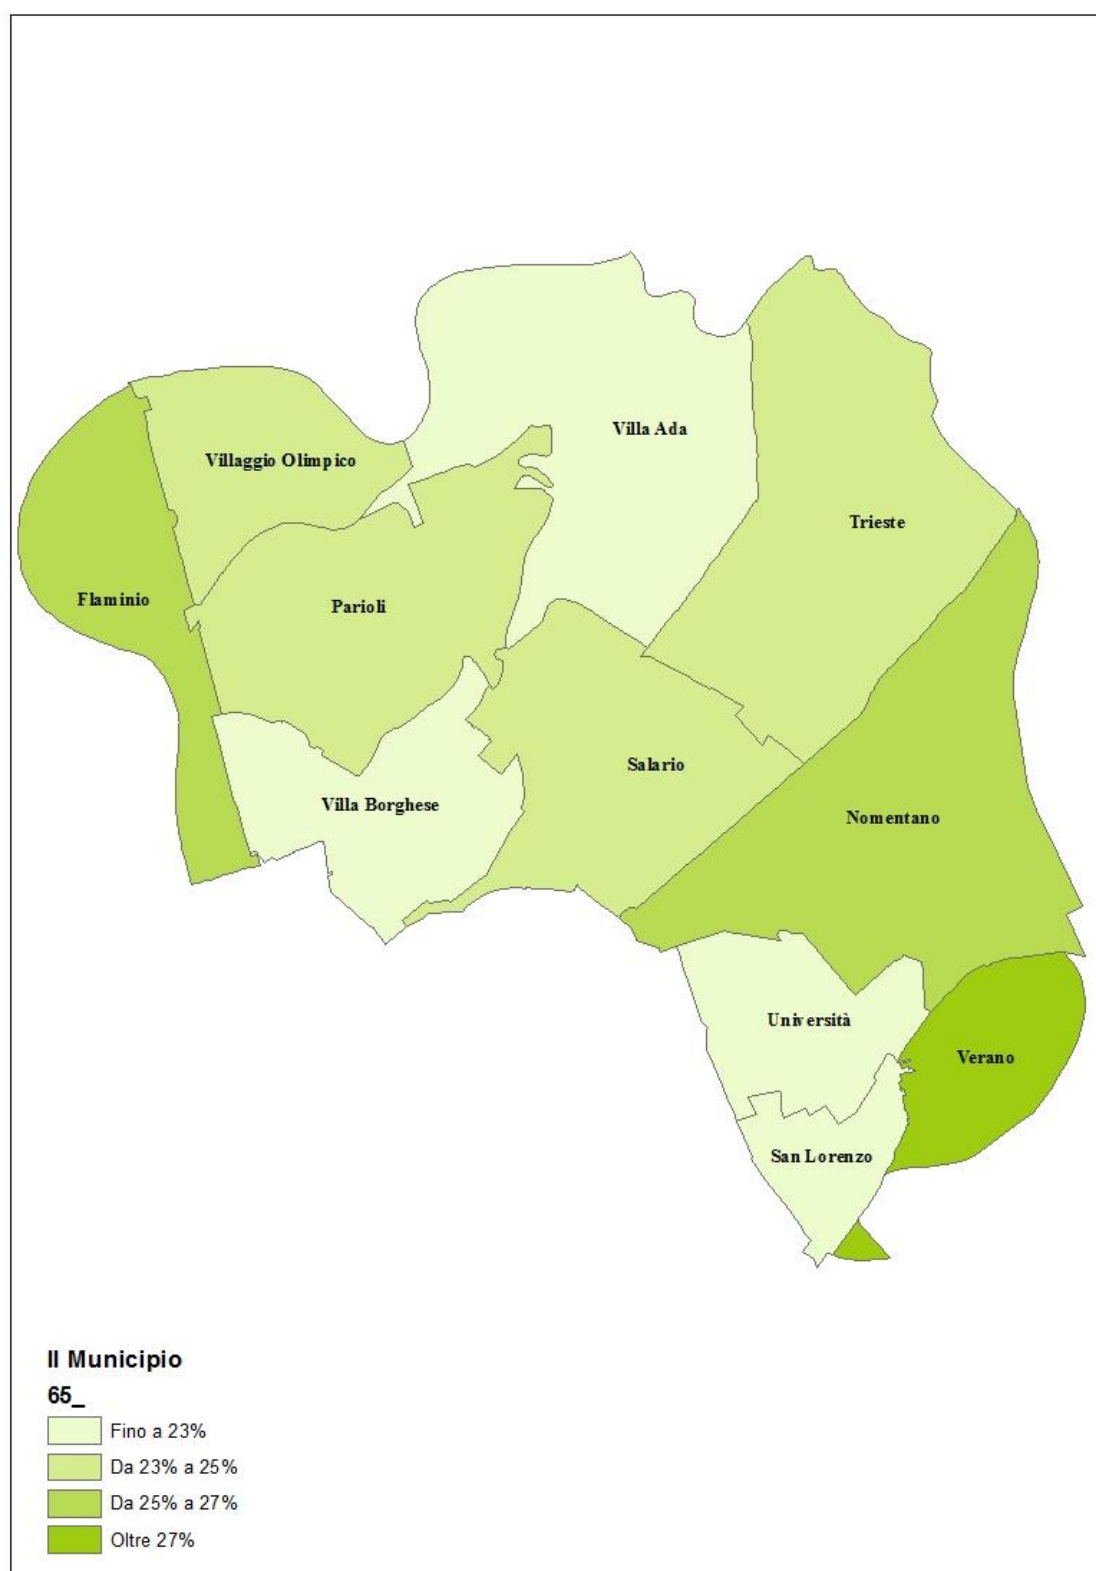 Villa Ada
Villaggio Olimpico
Trieste
Flaminio
Parioli
Salario
Villa Borghese
Nomentano
Università
Verano
San Lorenzo
II Municipio
65_
Fino a 23%
Da 23% a 25%
Da 25% a 27%
Oltre 27%